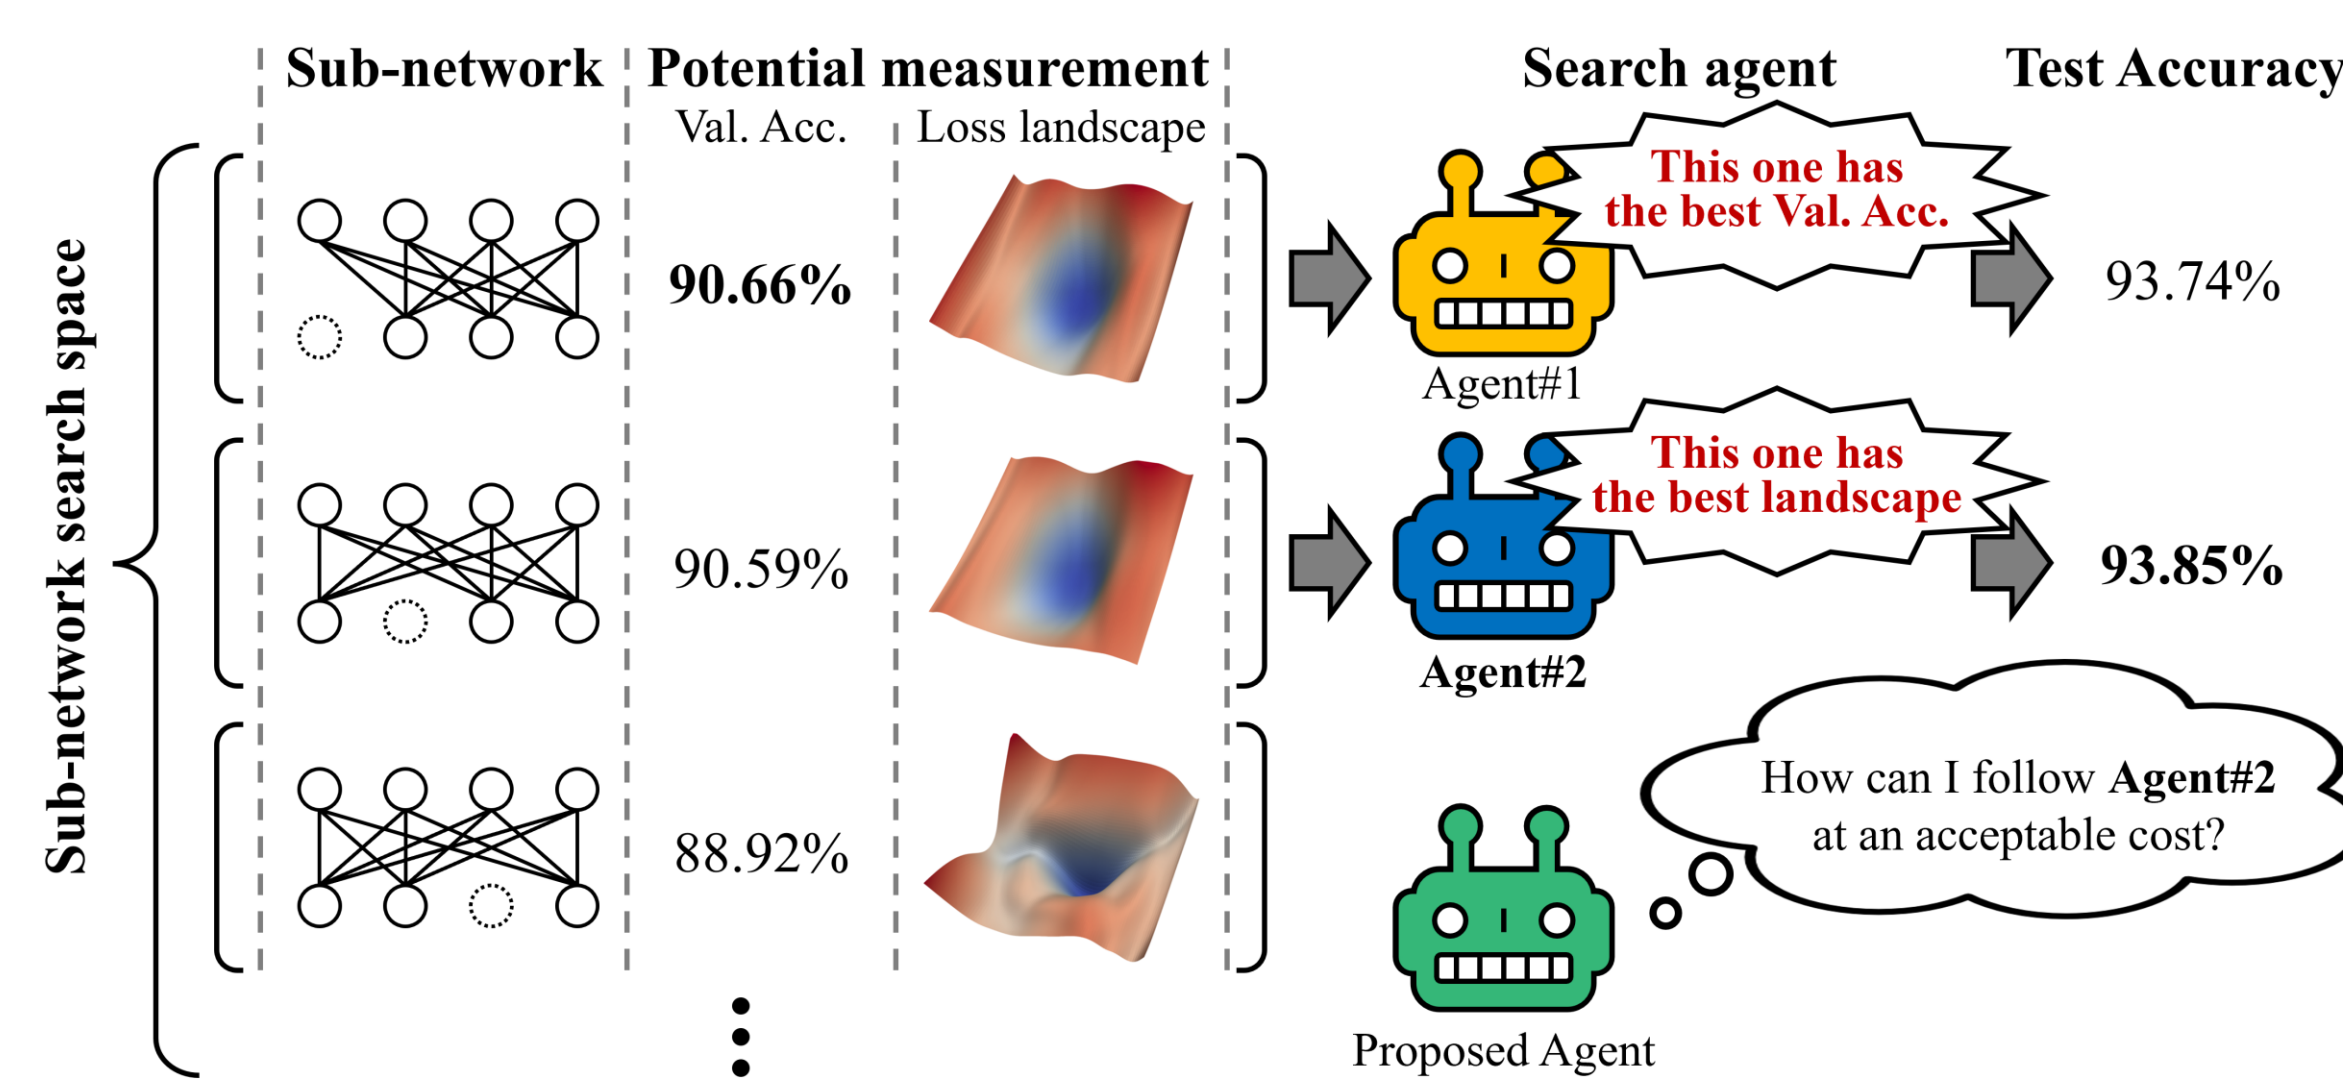 Sub-network
Potential measurement
Search agent
Test Accuracy
Val. Acc.
Loss landscape
Sub-network search space
90.66%
This one has
the best Val. Acc.
93.74%
Agent#1
90.59%
This one has
the best landscape
93.85%
Agent#2
88.92%
How can I follow Agent#2
at an acceptable cost?
Proposed Agent